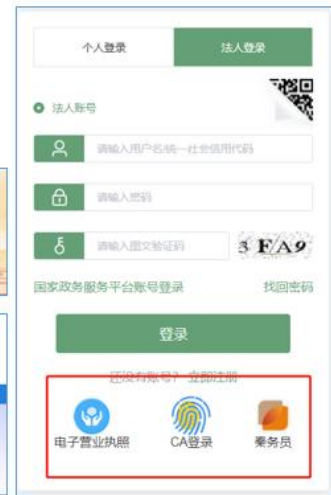 个人登录
法人登录
法人账号
请输入用户名/统一社会信用代码
请输入密码
请输入图文验证码
3 FA9
国家政务服务平台账号登录
找回密码
登录
还没有账号？ 立即注册
电子营业执照
CA登录
秦务员